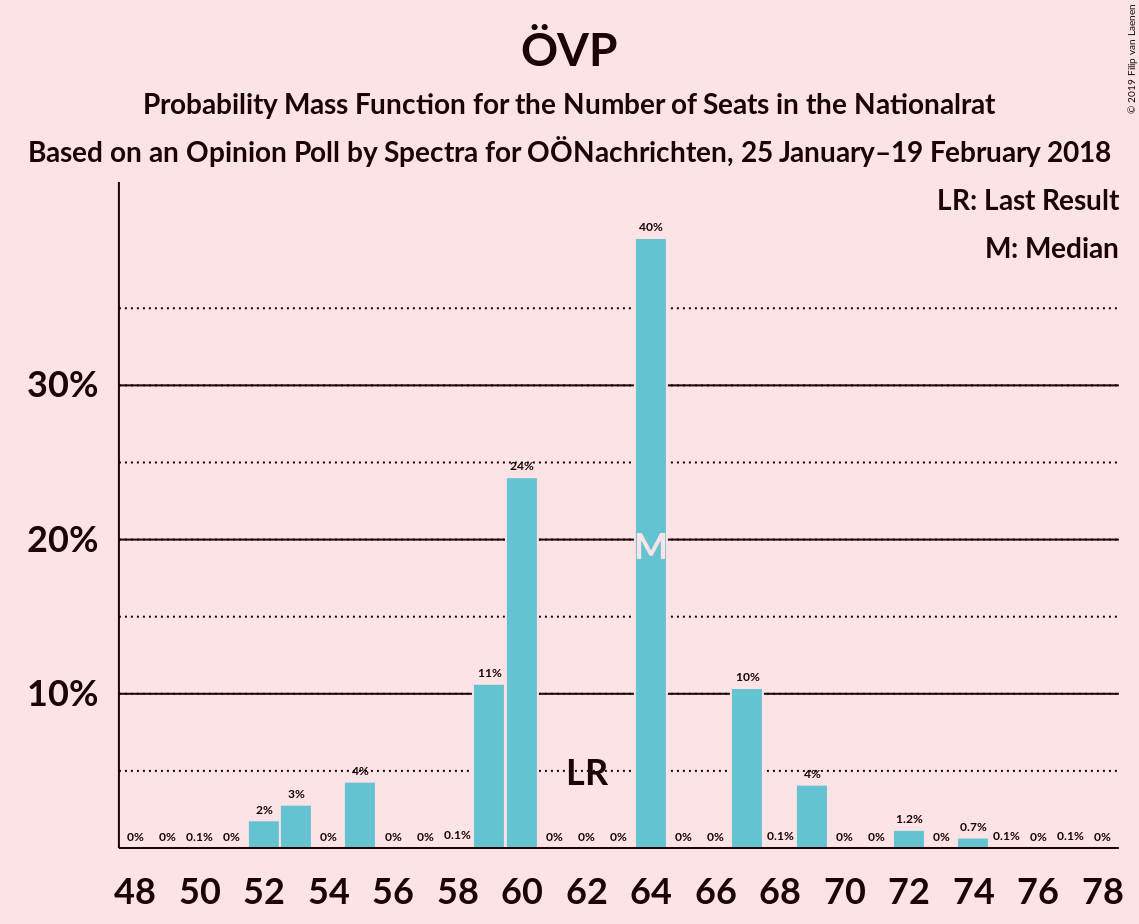 ÖVP
Probability Mass Function for the Number of Seats in the Nationalrat
Based on an Opinion Poll by Spectra for OÖNachrichten, 25 January–19 February 2018
© 2019 Filip van Laenen
LR: Last Result
M: Median
30%
20%
10%
0% 0% 0.1% 0% 2% 3% 0% 4% 0% 0% 0.1% 11% 24% 0% 0% 0% 40% 0% 0% 10% 0.1% 4% 0% 0% 1.2% 0% 0.7% 0.1% 0% 0.1% 0%
M
LR
48 50 52 54 56 58 60 62 64 66 68 70 72 74 76 78